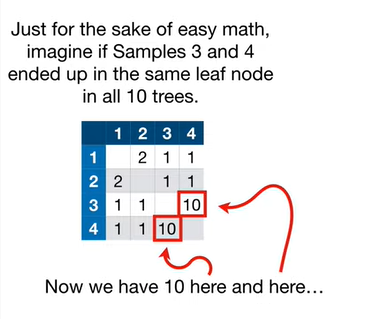 Just for the sake of easy math,
imagine if Samples 3 and 4
ended up in the same leaf node
in all 10 trees.
1 2 3 4
1 2 1 1
2 2 1 1
3 1 1 10
4 1 1 10
Now we have 10 here and here…